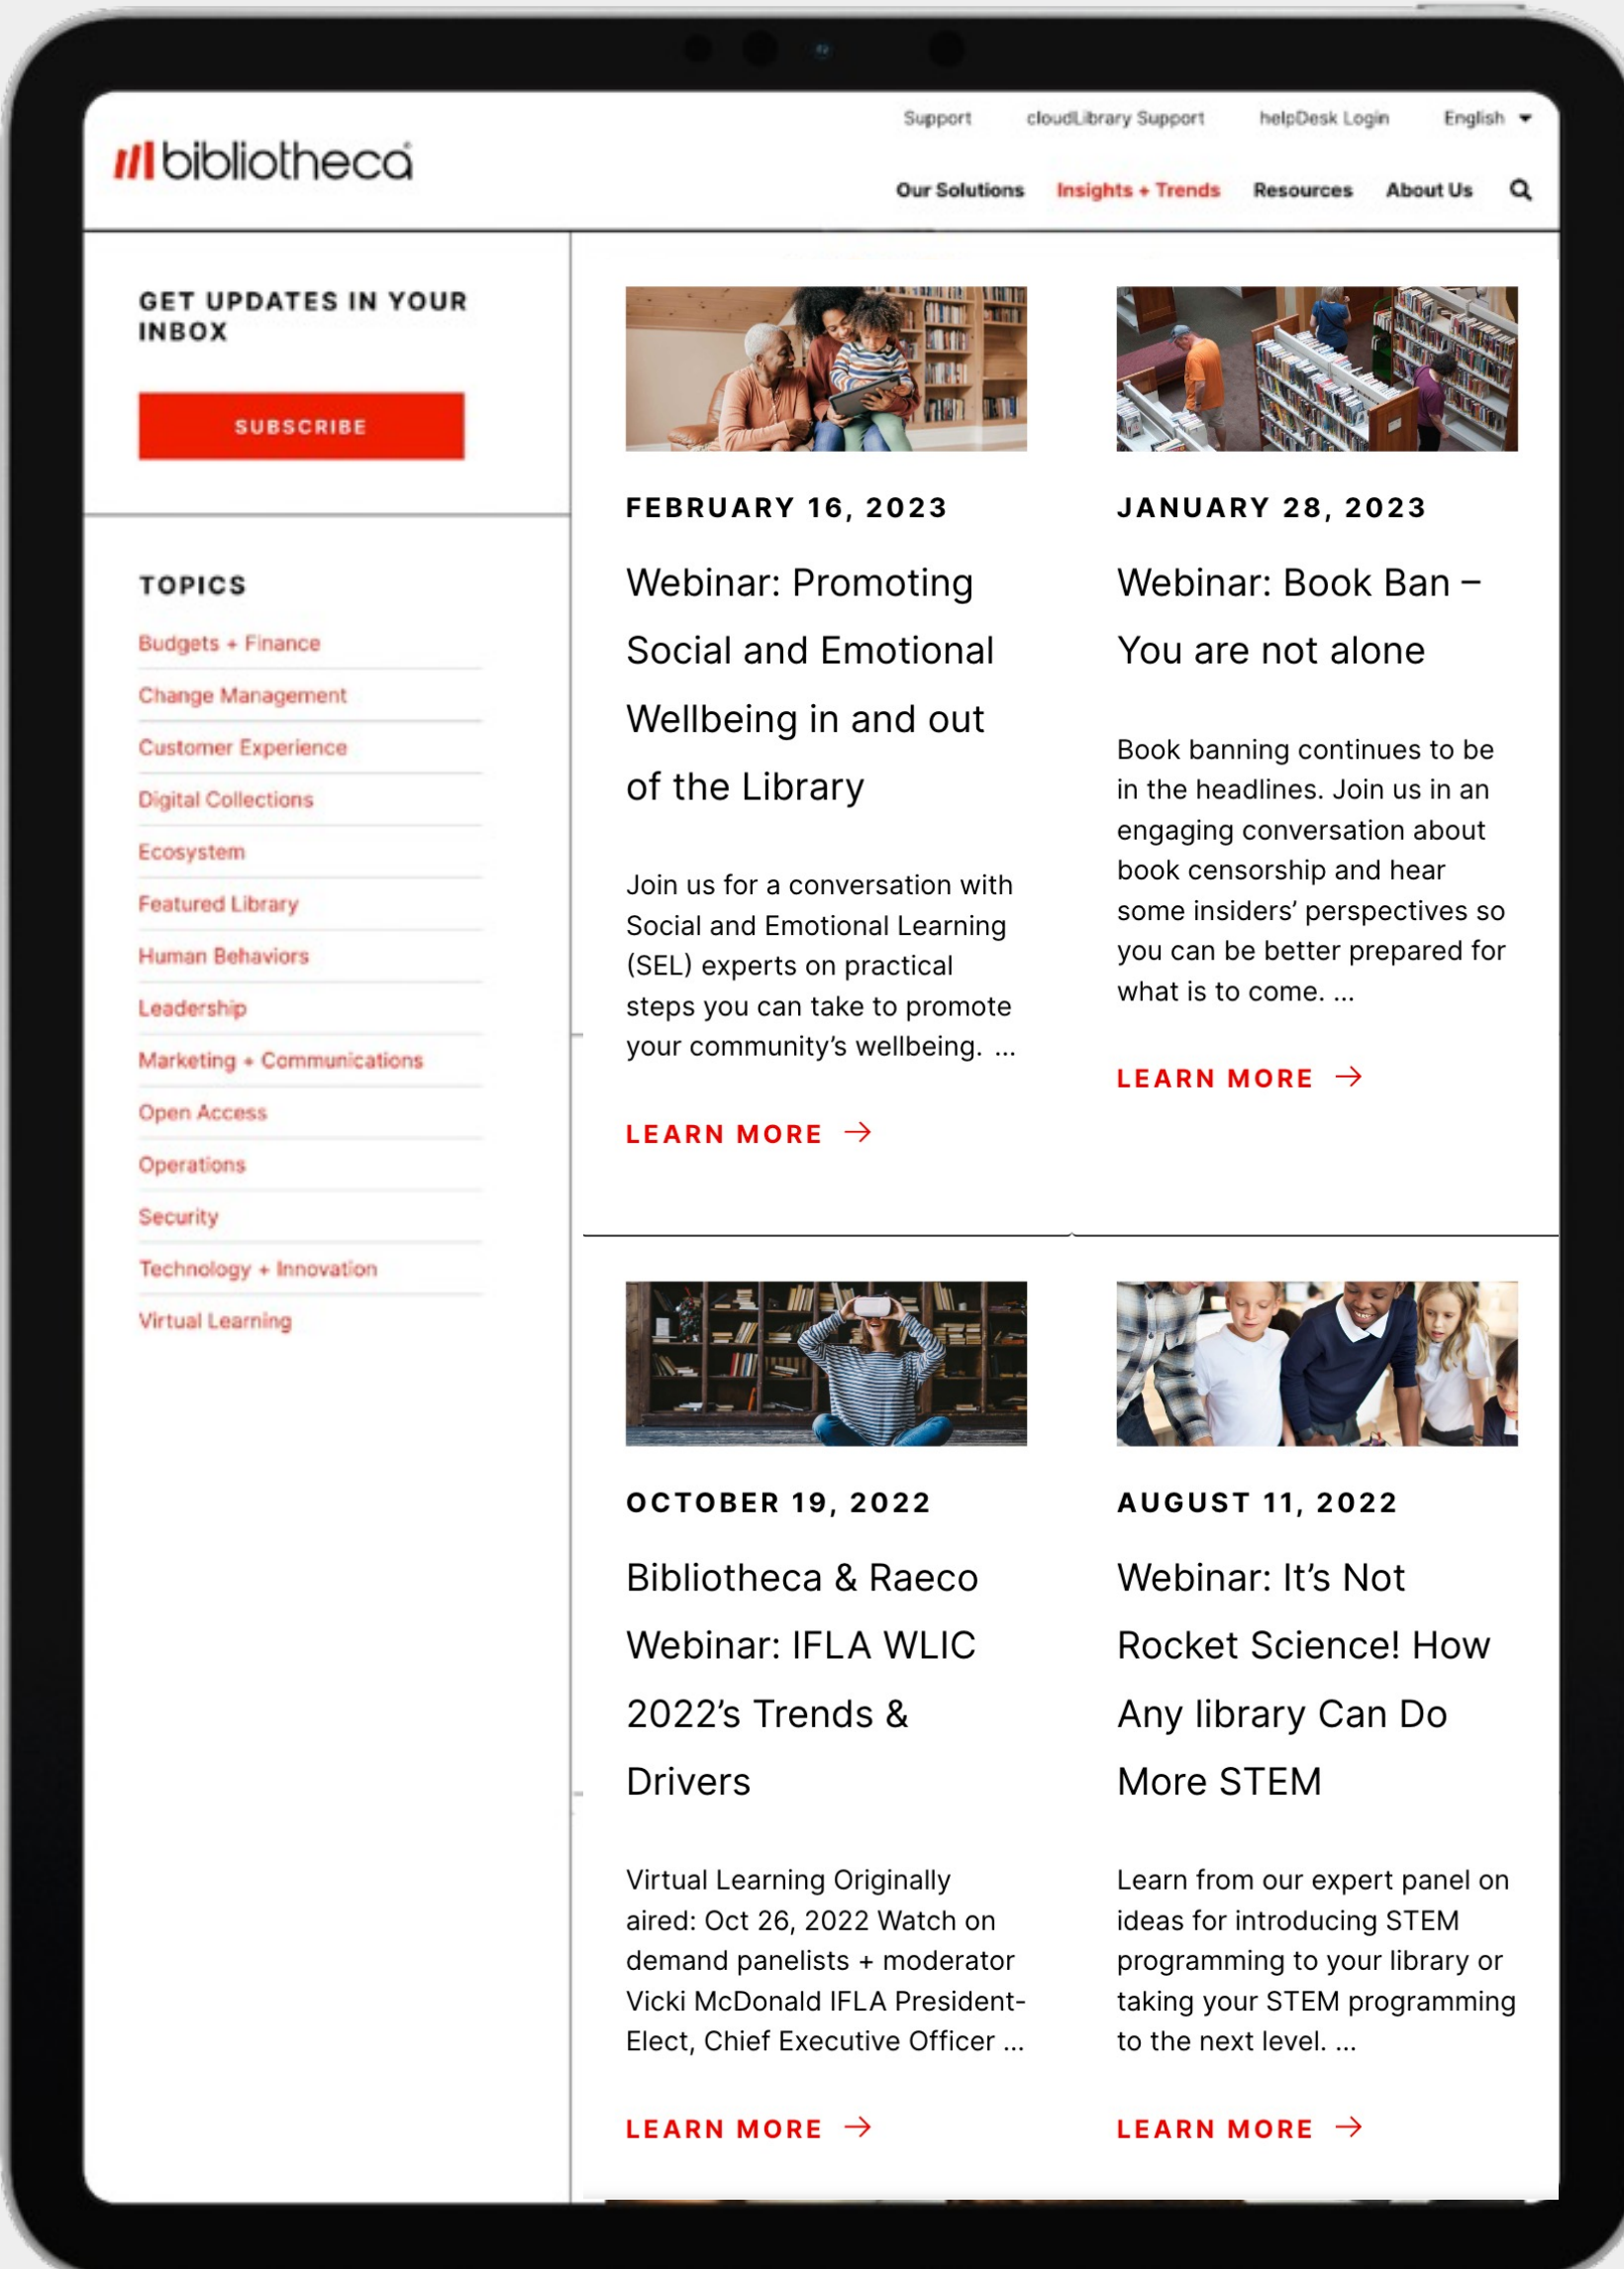 Support cloudLibrary Support helpDesk Login English
bibliotheca
Our Solutions Insights + Trends Resources About Us
GET UPDATES IN YOUR
INBOX
SUBSCRIBE
TOPICS
Budgets + Finance
Change Management
Customer Experience
Digital Collections
Ecosystem
Featured Library
Human Behaviors
Leadership
Marketing + Communications
Open Access
Operations
Security
Technology + Innovation
Virtual Learning
FEBRUARY 16, 2023
Webinar: Promoting
Social and Emotional
Wellbeing in and out
of the Library
Join us for a conversation with
Social and Emotional Learning
(SEL) experts on practical
steps you can take to promote
your community’s wellbeing. ...
LEARN MORE →
JANUARY 28, 2023
Webinar: Book Ban –
You are not alone
Book banning continues to be
in the headlines. Join us in an
engaging conversation about
book censorship and hear
some insiders’ perspectives so
you can be better prepared for
what is to come. ...
LEARN MORE →
OCTOBER 19, 2022
Bibliotheca & Raeco
Webinar: IFLA WLIC
2022’s Trends &
Drivers
Virtual Learning Originally
aired: Oct 26, 2022 Watch on
demand panelists + moderator
Vicki McDonald IFLA President-
Elect, Chief Executive Officer ...
LEARN MORE →
AUGUST 11, 2022
Webinar: It’s Not
Rocket Science! How
Any library Can Do
More STEM
Learn from our expert panel on
ideas for introducing STEM
programming to your library or
taking your STEM programming
to the next level. ...
LEARN MORE →